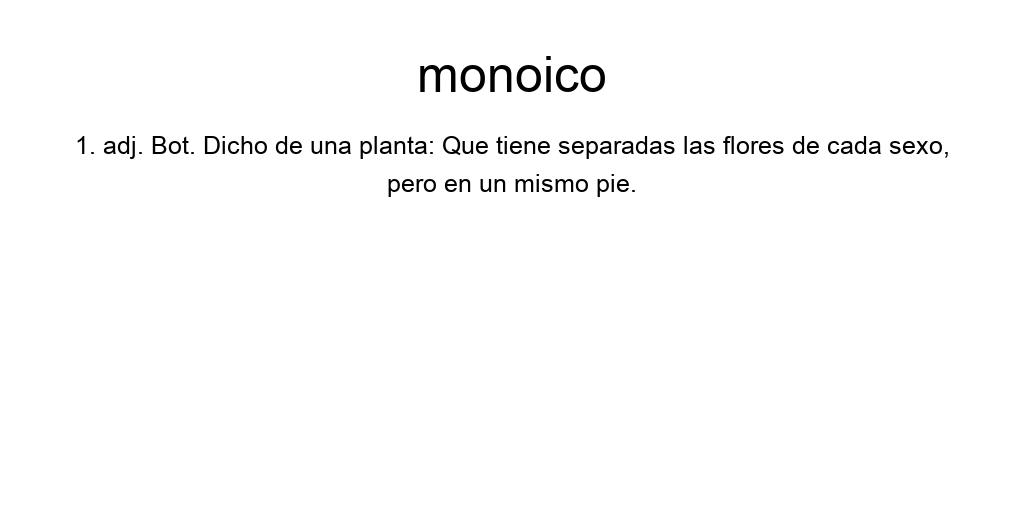 monoico
1. adj. Bot. Dicho de una planta: Que tiene separadas las flores de cada sexo,
pero en un mismo pie.